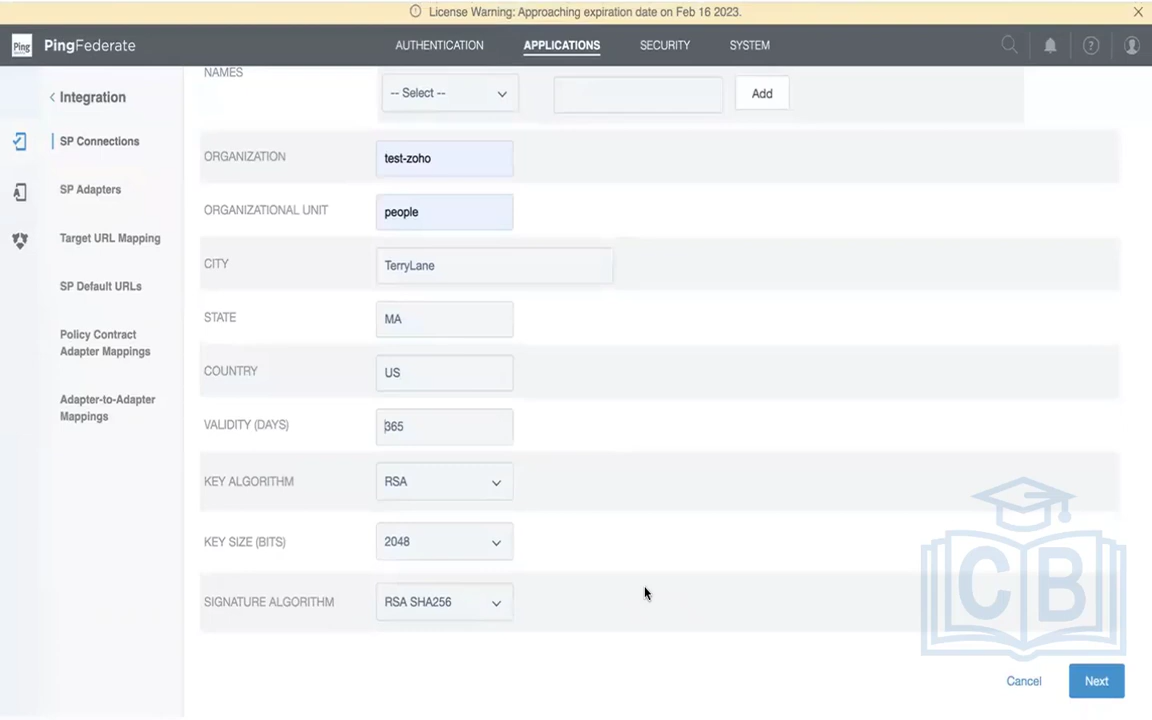 License Warning: Approaching expiration date on Feb 16 2023.
Ping
PingFederate
AUTHENTICATION
APPLICATIONS
SECURITY
SYSTEM
Integration
SP Connections
SP Adapters
Target URL Mapping
SP Default URLs
Policy Contract
Adapter Mappings
Adapter-to-Adapter
Mappings
NAMES
-- Select --
Add
ORGANIZATION
test-zoho
ORGANIZATIONAL UNIT
people
CITY
TerryLane
STATE
MA
COUNTRY
US
VALIDITY (DAYS)
365
KEY ALGORITHM
RSA
KEY SIZE (BITS)
2048
SIGNATURE ALGORITHM
RSA SHA256
CB
Cancel
Next